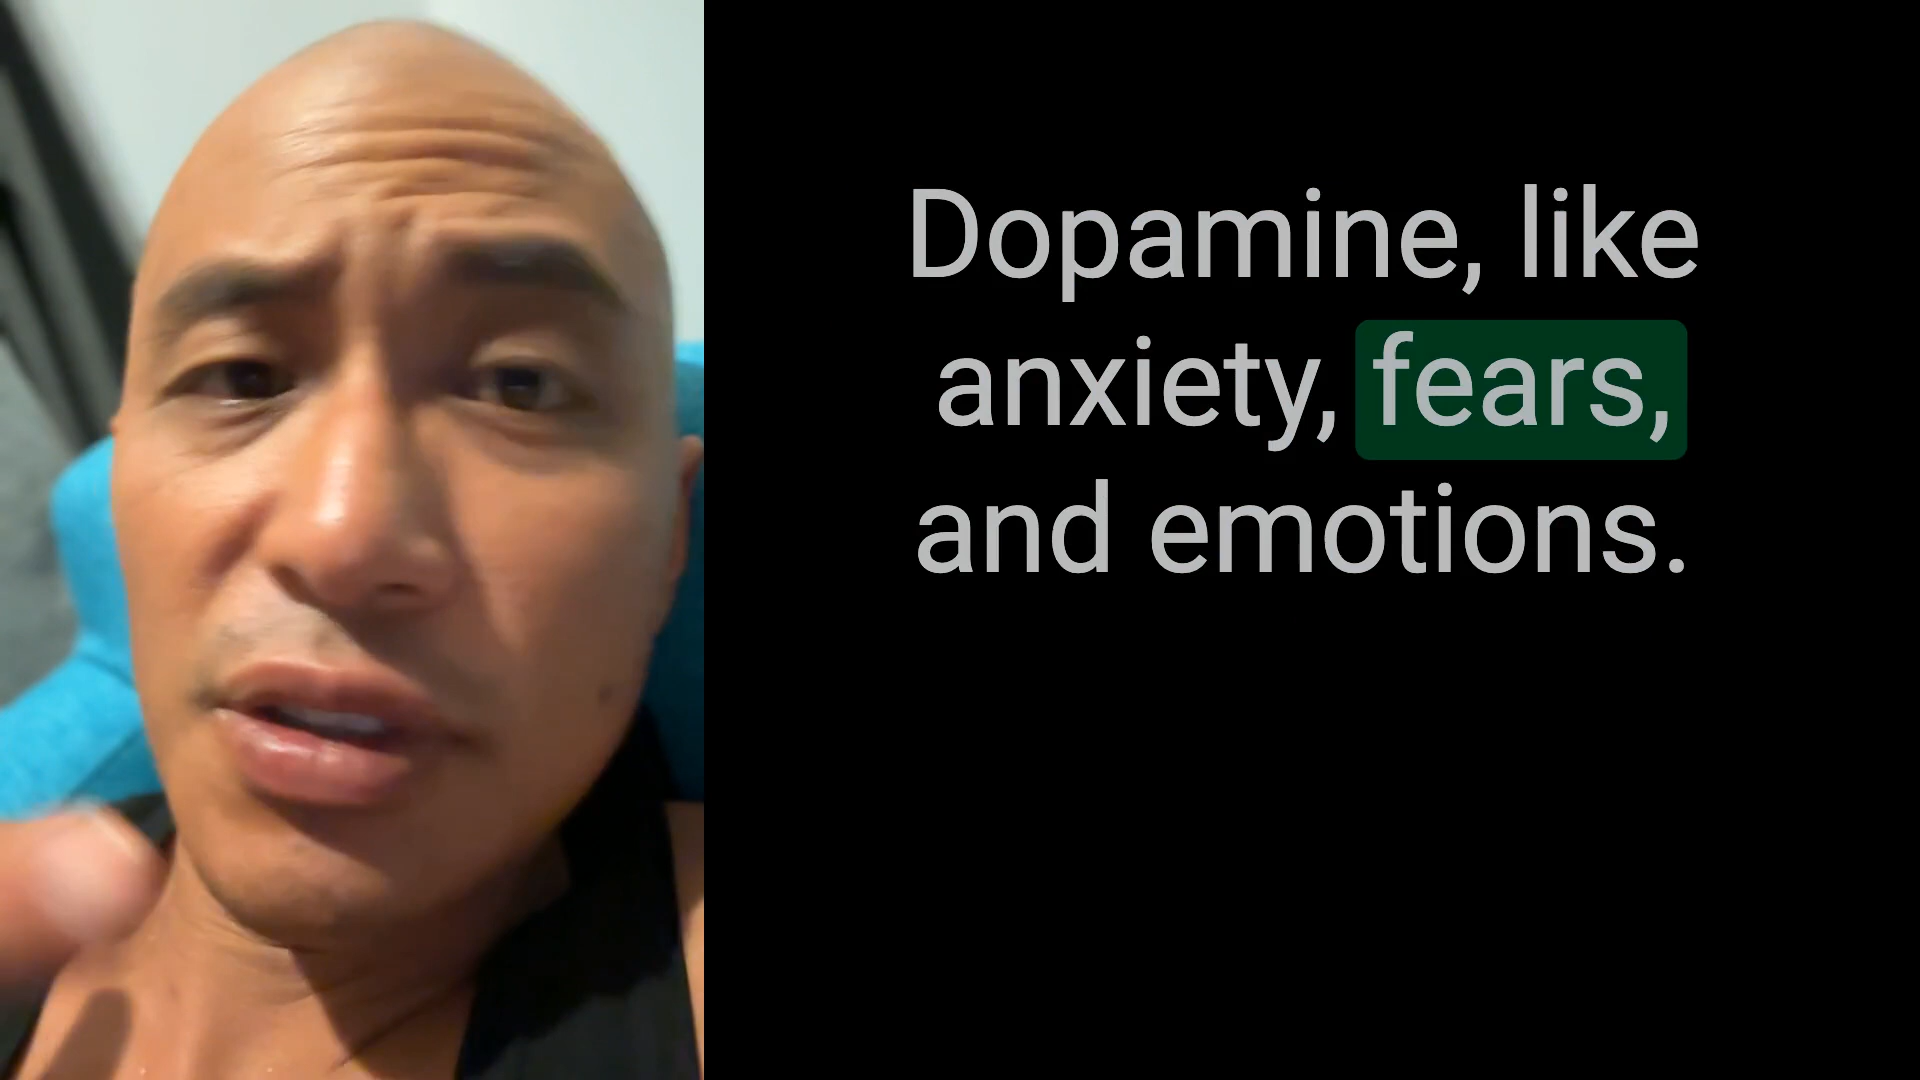 Dopamine, like
anxiety, fears,
and emotions.